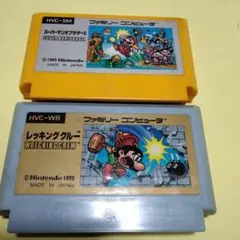 HVC-SM
ファミリー コンピュータ
スーパーマリオブラザーズ
SUPER MARIO BROS.
©1985 Nintendo
MADE IN JAPAN
HVC-WR
ファミリー コンピュータ
レッキングクルー
WRECKING CREW
©Nintendo 1985
MADE IN JAPAN